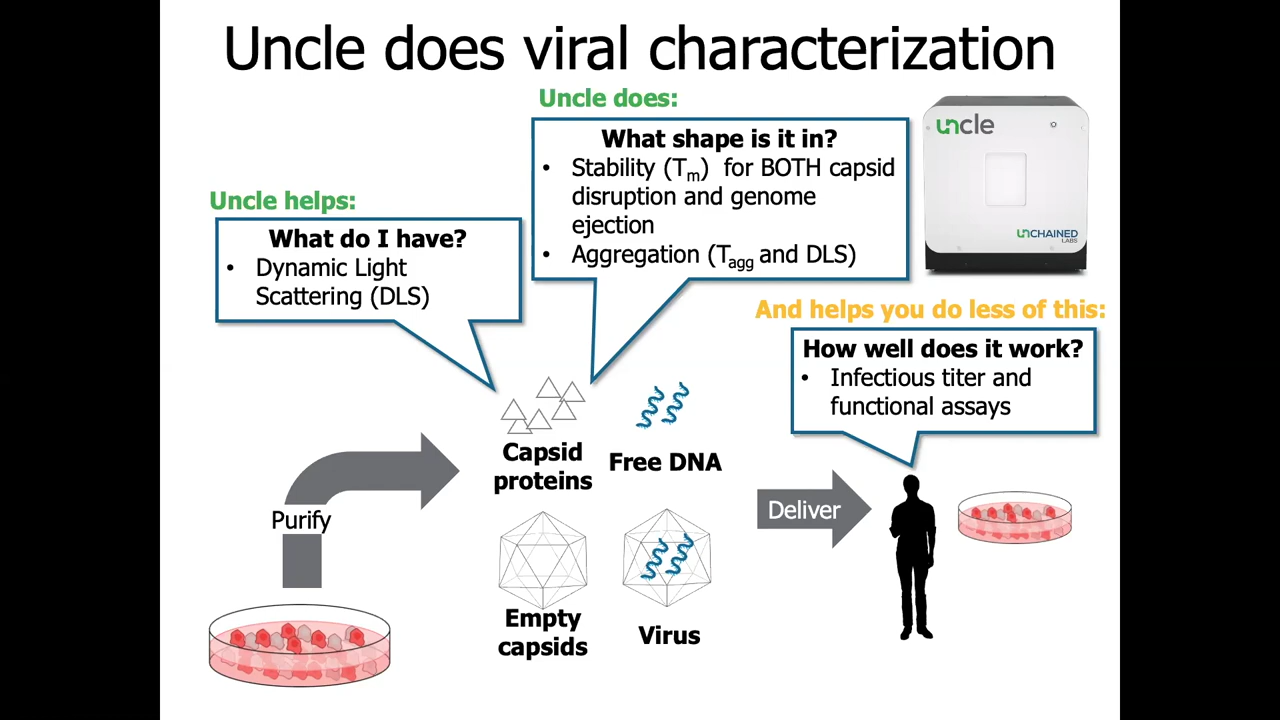 Uncle does viral characterization
Uncle does:
What shape is it in?
• Stability (Tm) for BOTH capsid
disruption and genome
ejection
• Aggregation (Tagg and DLS)
uncle
UNCHAINED
LABS
Uncle helps:
What do I have?
• Dynamic Light
Scattering (DLS)
And helps you do less of this:
How well does it work?
• Infectious titer and
functional assays
Capsid
proteins
Free DNA
Purify
Deliver
Empty
capsids
Virus